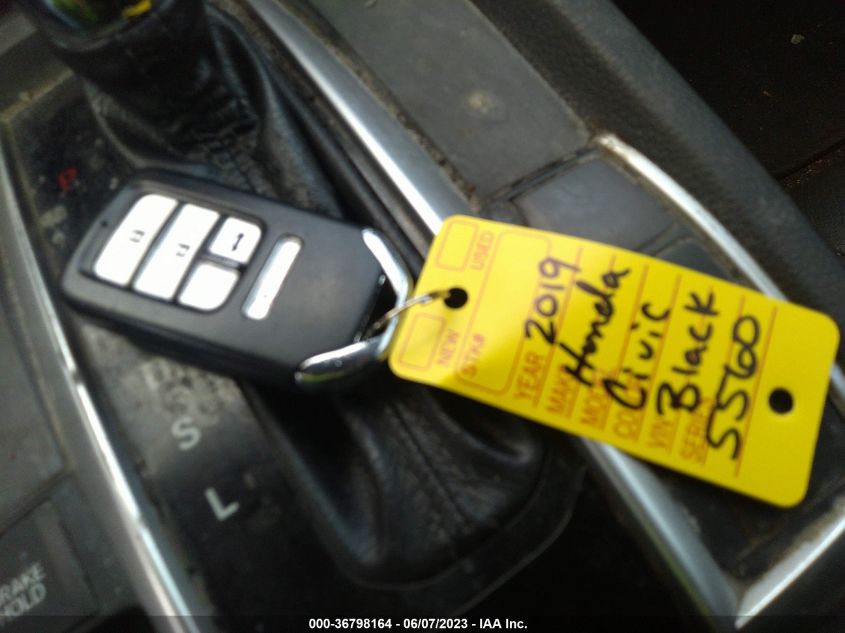 P
S
L
BRAKE
HOLD
USED
NEW
STK#
YEAR 2019
MAKE Honda
MODEL Civic
COLOR Black
VIN 5560
SERIES
000-36798164 - 06/07/2023 - IAA Inc.